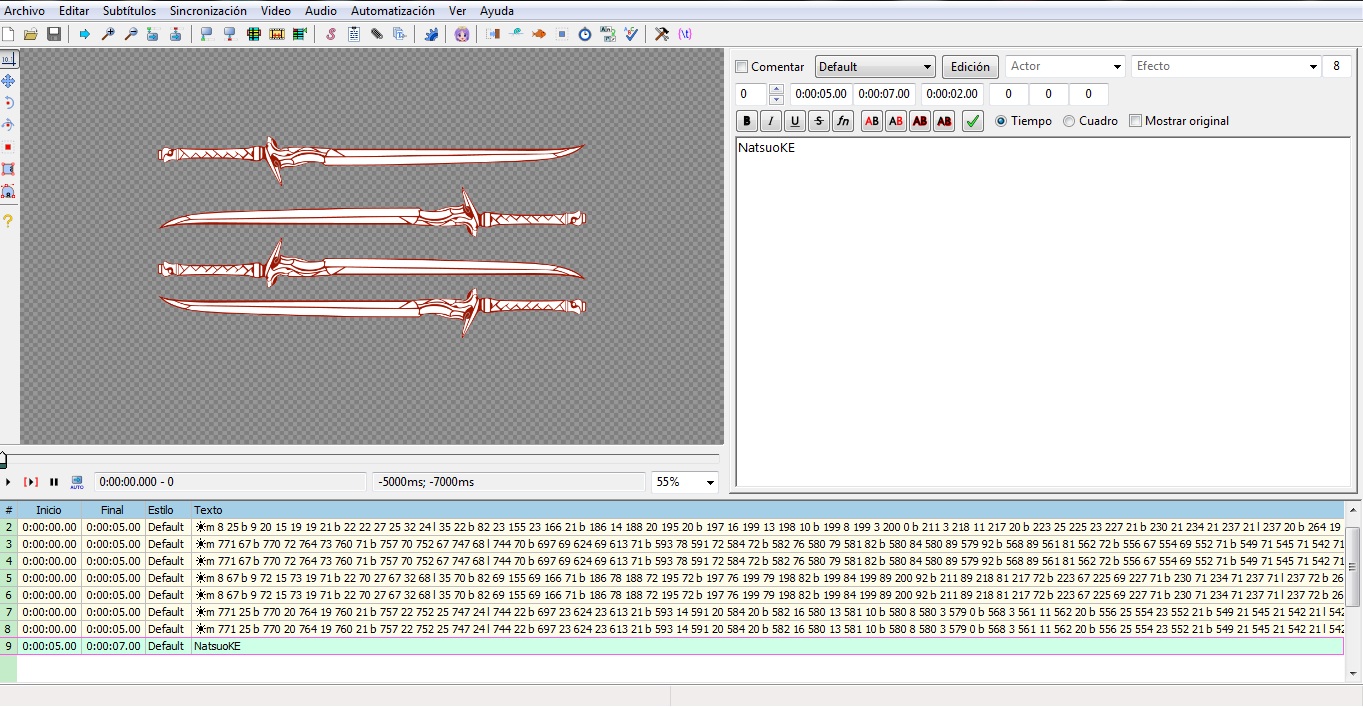 Archivo Editar Subtítulos Sincronización Video Audio Automatización Ver Ayuda
Comentar Default Edición Actor Efecto 8
0 0:00:05.00 0:00:07.00 0:00:02.00 0 0 0
B I U S fn AB AB AB AB Tiempo Cuadro Mostrar original
NatsuoKE
AUTO 0:00:00.000 - 0 -5000ms; -7000ms 55%
# Inicio Final Estilo Texto
2 0:00:00.00 0:00:05.00 Default ☀m 8 25 b 9 20 15 19 19 21 b 22 22 27 25 32 24 l 35 22 b 82 23 155 23 166 21 b 186 14 188 20 195 20 b 197 16 199 13 198 10 b 199 8 199 3 200 0 b 211 3 218 11 217 20 b 223 25 225 23 227 21 b 230 21 234 21 237 21 l 237 20 b 264 19
3 0:00:00.00 0:00:05.00 Default ☀m 771 67 b 770 72 764 73 760 71 b 757 70 752 67 747 68 l 744 70 b 697 69 624 69 613 71 b 593 78 591 72 584 72 b 582 76 580 79 581 82 b 580 84 580 89 579 92 b 568 89 561 81 562 72 b 556 67 554 69 552 71 b 549 71 545 71 542 71
4 0:00:00.00 0:00:05.00 Default ☀m 771 67 b 770 72 764 73 760 71 b 757 70 752 67 747 68 l 744 70 b 697 69 624 69 613 71 b 593 78 591 72 584 72 b 582 76 580 79 581 82 b 580 84 580 89 579 92 b 568 89 561 81 562 72 b 556 67 554 69 552 71 b 549 71 545 71 542 71
5 0:00:00.00 0:00:05.00 Default ☀m 8 67 b 9 72 15 73 19 71 b 22 70 27 67 32 68 l 35 70 b 82 69 155 69 166 71 b 186 78 188 72 195 72 b 197 76 199 79 198 82 b 199 84 199 89 200 92 b 211 89 218 81 217 72 b 223 67 225 69 227 71 b 230 71 234 71 237 71 l 237 72 b 26
6 0:00:00.00 0:00:05.00 Default ☀m 8 67 b 9 72 15 73 19 71 b 22 70 27 67 32 68 l 35 70 b 82 69 155 69 166 71 b 186 78 188 72 195 72 b 197 76 199 79 198 82 b 199 84 199 89 200 92 b 211 89 218 81 217 72 b 223 67 225 69 227 71 b 230 71 234 71 237 71 l 237 72 b 26
7 0:00:00.00 0:00:05.00 Default ☀m 771 25 b 770 20 764 19 760 21 b 757 22 752 25 747 24 l 744 22 b 697 23 624 23 613 21 b 593 14 591 20 584 20 b 582 16 580 13 581 10 b 580 8 580 3 579 0 b 568 3 561 11 562 20 b 556 25 554 23 552 21 b 549 21 545 21 542 21 l 542
8 0:00:00.00 0:00:05.00 Default ☀m 771 25 b 770 20 764 19 760 21 b 757 22 752 25 747 24 l 744 22 b 697 23 624 23 613 21 b 593 14 591 20 584 20 b 582 16 580 13 581 10 b 580 8 580 3 579 0 b 568 3 561 11 562 20 b 556 25 554 23 552 21 b 549 21 545 21 542 21 l 542
9 0:00:05.00 0:00:07.00 Default NatsuoKE